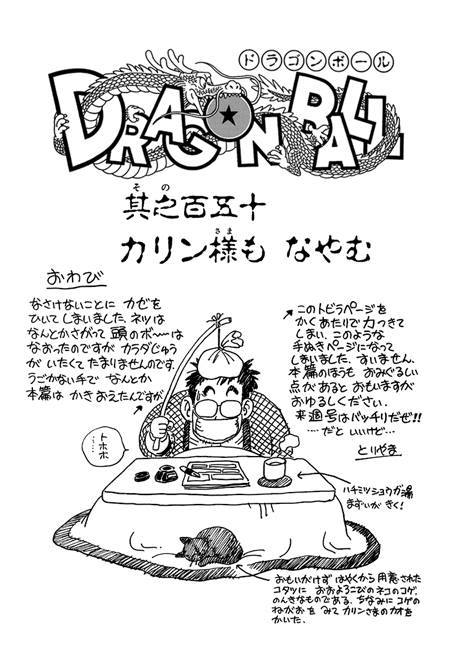 ドラゴンボール
DRAGON BALL
其之百五十
そ の
カリン様も なやむ
さま
おわび
なさけないことに カゼを
ひいてしまいました。ネツは
なんとかさがって 頭のボ〜は
なおったのですが カラダじゅう
が いたくて たまりませんのです。
うごかない手で なんとか
本篇は かきおえたんですが
このトビラページを
かくあたりで 力つきて
しまい、このような
手ぬきページになって
しまいました。すいません。
本篇のほうも おみぐるしい
点があるとおもいますが
おゆるしください。
来週号はバッチリだぜ!!
……だと いいけど…
とりやま
トホホ
……
ハチミツショウガ湯
まずいが きく!
おもいがけず はやくから 用意された
コタツに おおよろこびの ネコのコゲ。
のんきなものである。ちなみに コゲの
ねがおを みて カリンさまのカオを
かいた。